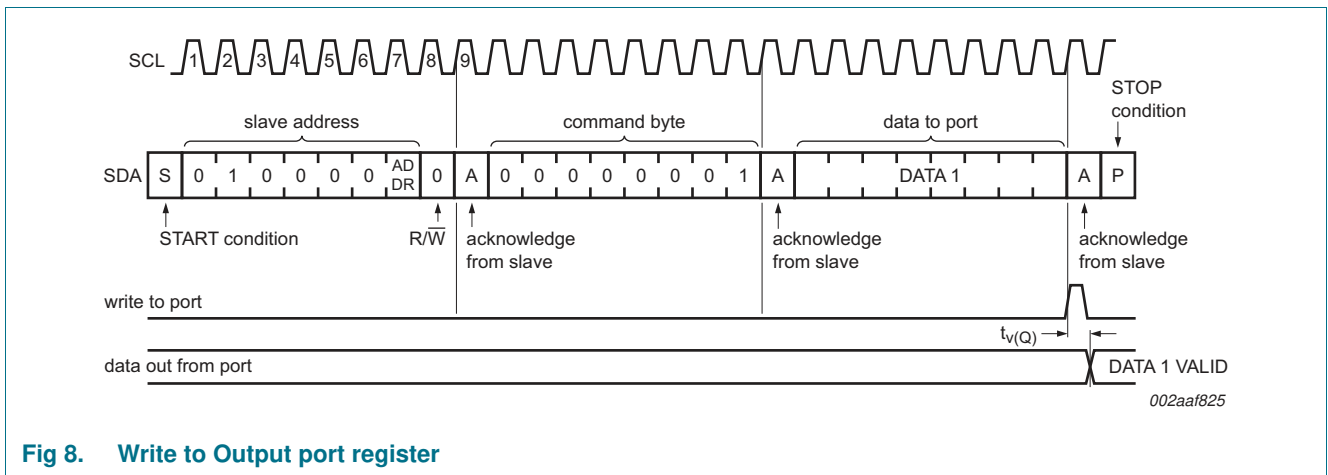 SCL 1 2 3 4 5 6 7 8 9
STOP
condition
slave address command byte data to port
SDA S 0 1 0 0 0 0 AD DR 0 A 0 0 0 0 0 0 0 1 A DATA 1 A P
START condition R/W̅ acknowledge from slave acknowledge from slave acknowledge from slave
write to port
tv(Q)
data out from port DATA 1 VALID
002aaf825
Fig 8. Write to Output port register